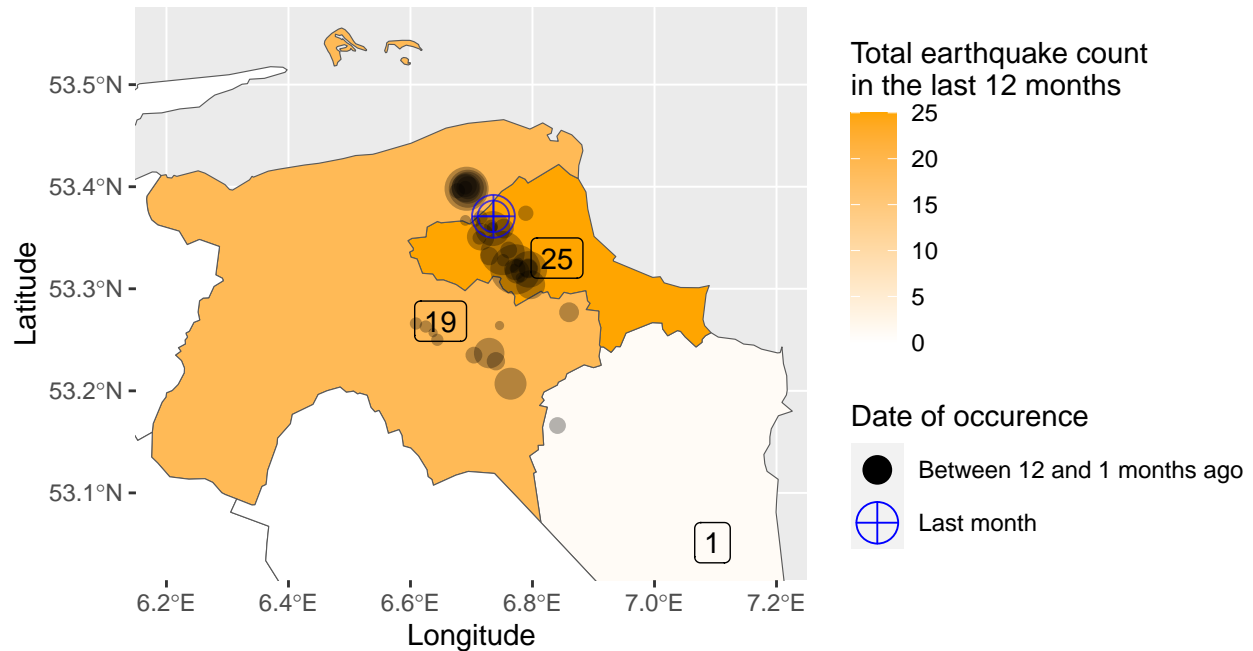 Total earthquake count
in the last 12 months
25
20
15
10
5
0
Date of occurence
Between 12 and 1 months ago
Last month
53.5°N
53.4°N
53.3°N
53.2°N
53.1°N
Latitude
25
19
1
6.2°E 6.4°E 6.6°E 6.8°E 7.0°E 7.2°E
Longitude